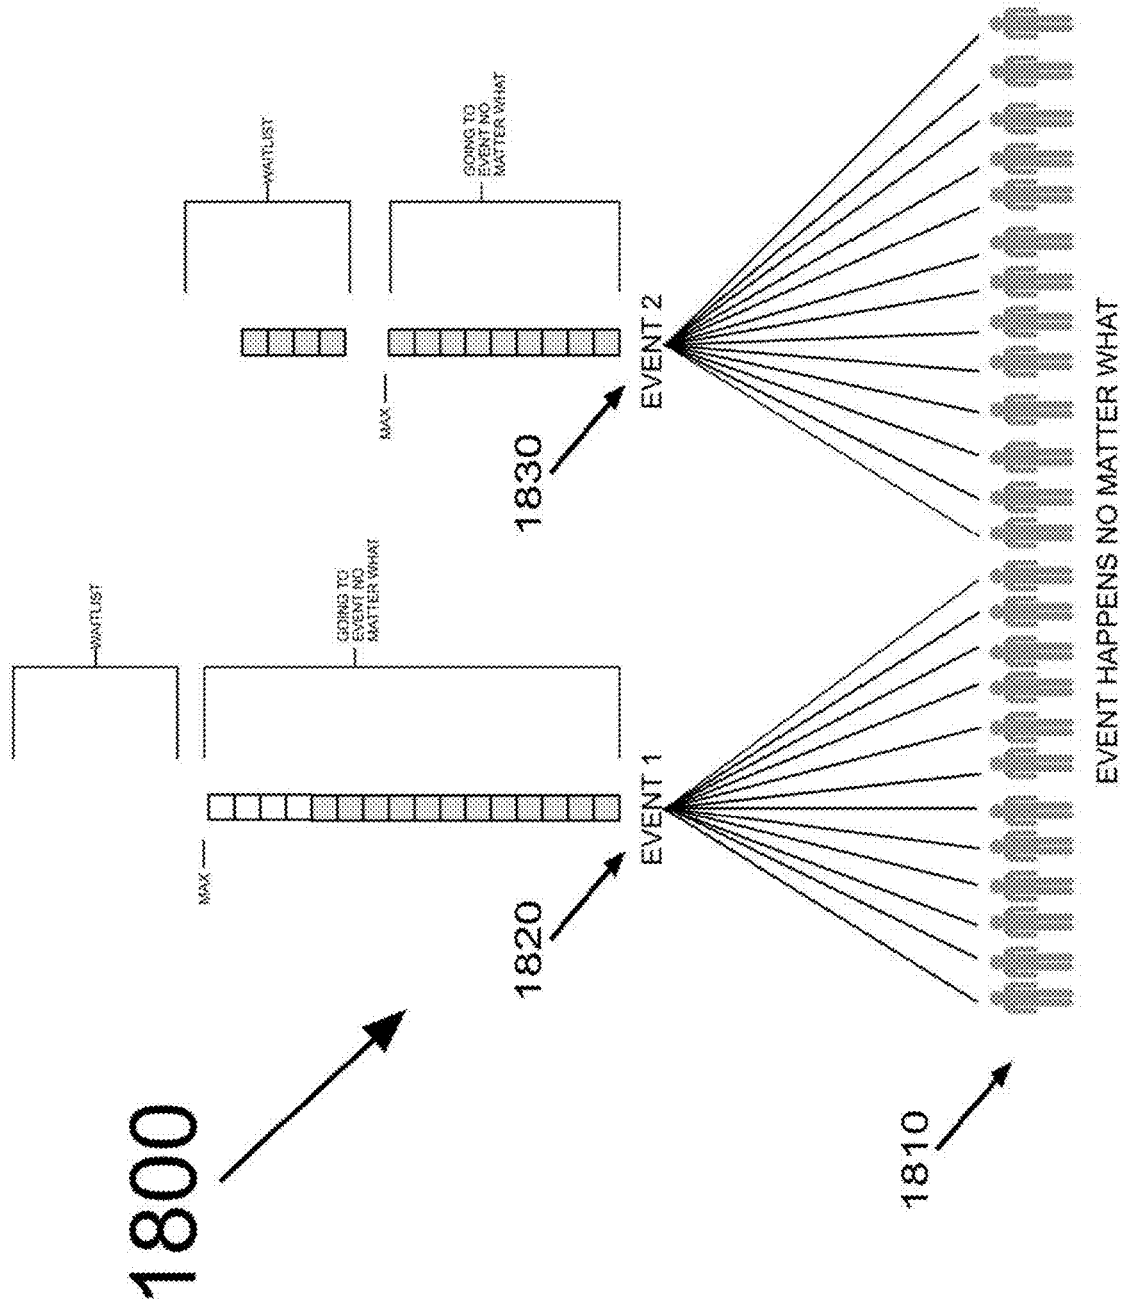 1800
WAITLIST
WAITLIST
MAX
GOING TO
EVENT NO
MATTER WHAT
MAX
GOING TO
EVENT NO
MATTER WHAT
1820
1830
EVENT 1
EVENT 2
1810
EVENT HAPPENS NO MATTER WHAT